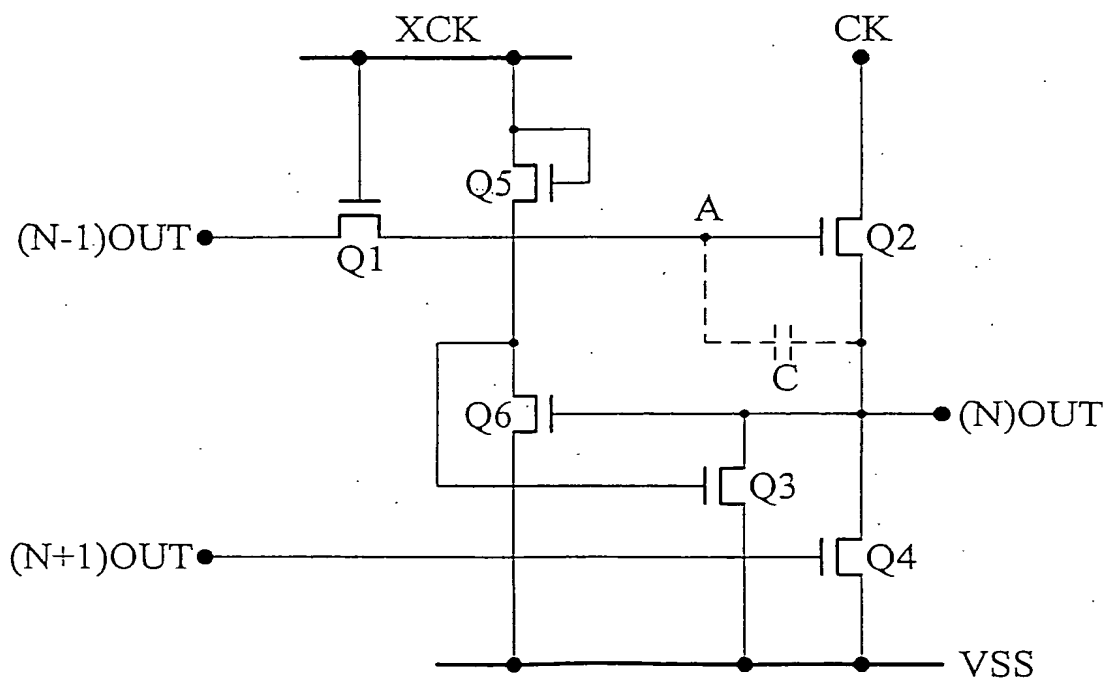 XCK
CK
Q5
A
(N-1)OUT
Q1
Q2
C
Q6
(N)OUT
Q3
(N+1)OUT
Q4
VSS